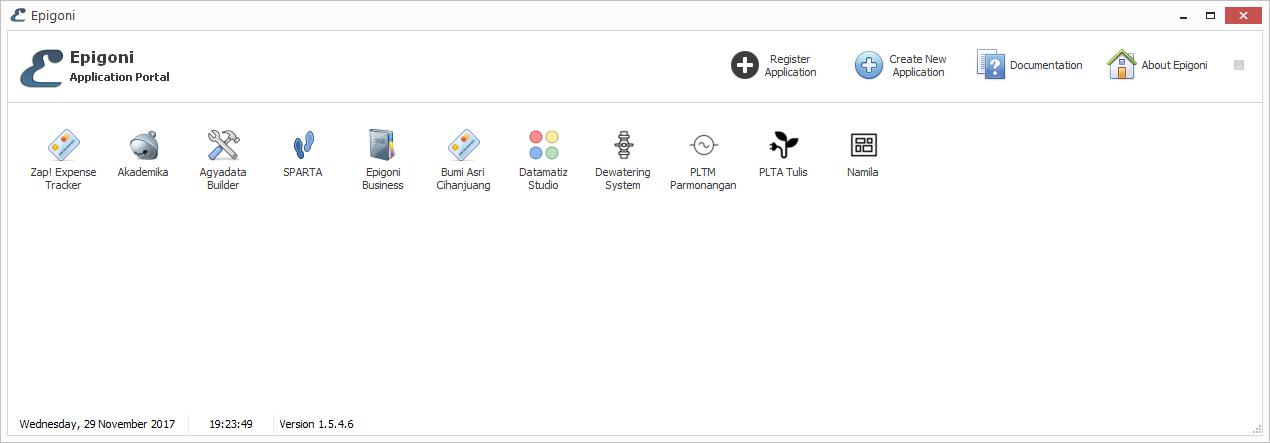 Epigoni
Epigoni
Application Portal
Register
Application
Create New
Application
Documentation
About Epigoni
Zap! Expense
Tracker
Akademika
Agyadata
Builder
SPARTA
Epigoni
Business
Bumi Asri
Cihanjuang
Datamatiz
Studio
Dewatering
System
PLTM
Parmonangan
PLTA Tulis
Namila
Wednesday, 29 November 2017
19:23:49
Version 1.5.4.6